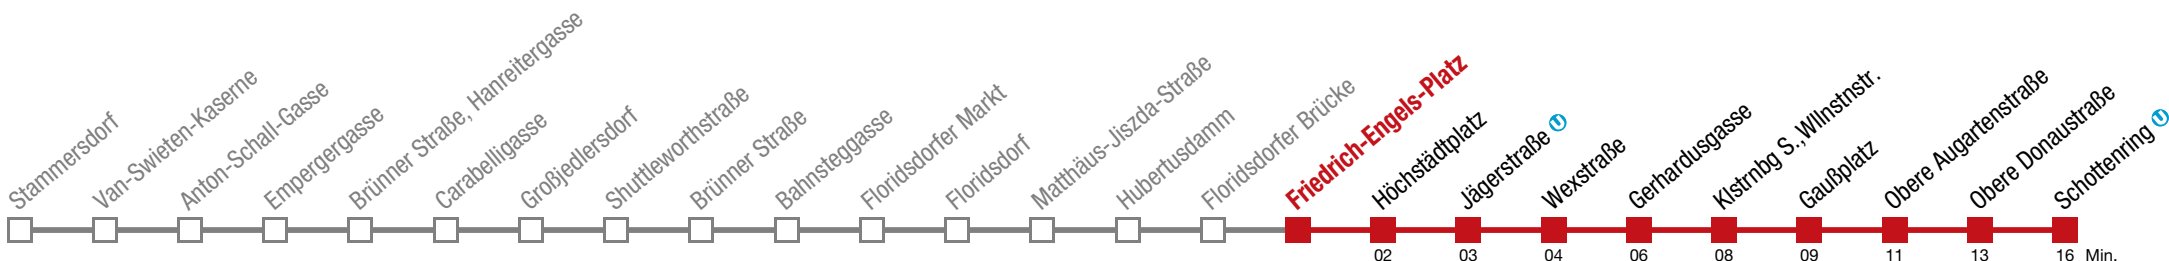 Stammersdorf
Van-Swieten-Kaserne
Anton-Schall-Gasse
Empergergasse
Brünner Straße, Hanreitergasse
Carabelligasse
Großjedlersdorf
Shuttleworthstraße
Brünner Straße
Bahnsteggasse
Floridsdorfer Markt
Floridsdorf
Matthäus-Jiszda-Straße
Hubertusdamm
Floridsdorfer Brücke
Friedrich-Engels-Platz
Höchstädtplatz
Jägerstraße U
Wexstraße
Gerhardusgasse
Klstrnbg S.,Wllnstnstr.
Gaußplatz
Obere Augartenstraße
Obere Donaustraße
Schottenring U
02 03 04 06 08 09 11 13 16 Min.